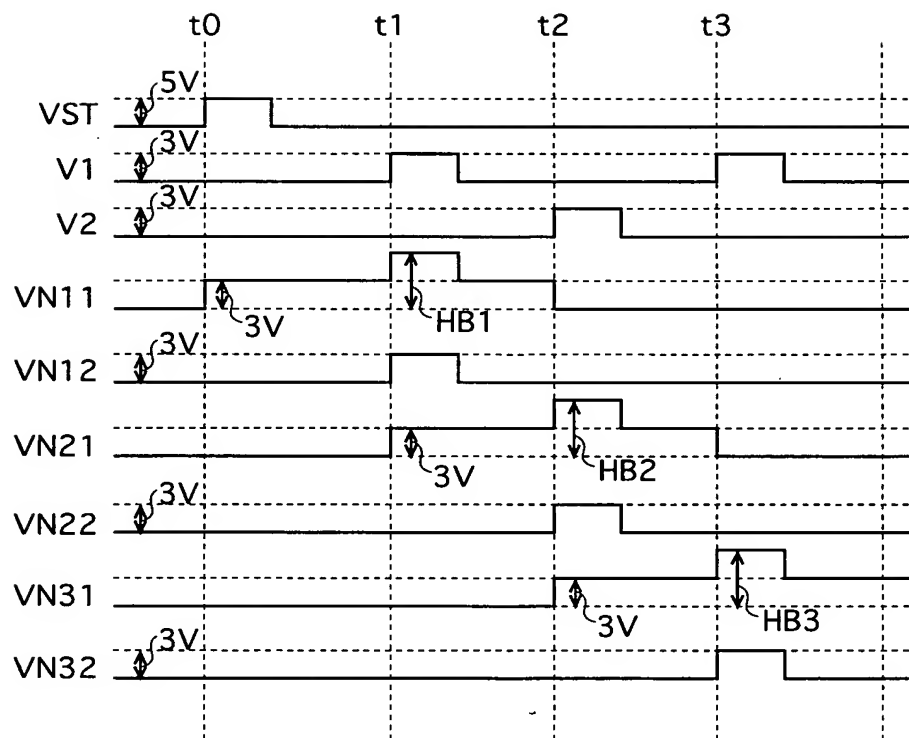 t0 t1 t2 t3
5V
VST
3V
V1
3V
V2
VN11
3V
HB1
3V
VN12
VN21
3V
HB2
3V
VN22
VN31
3V
HB3
3V
VN32